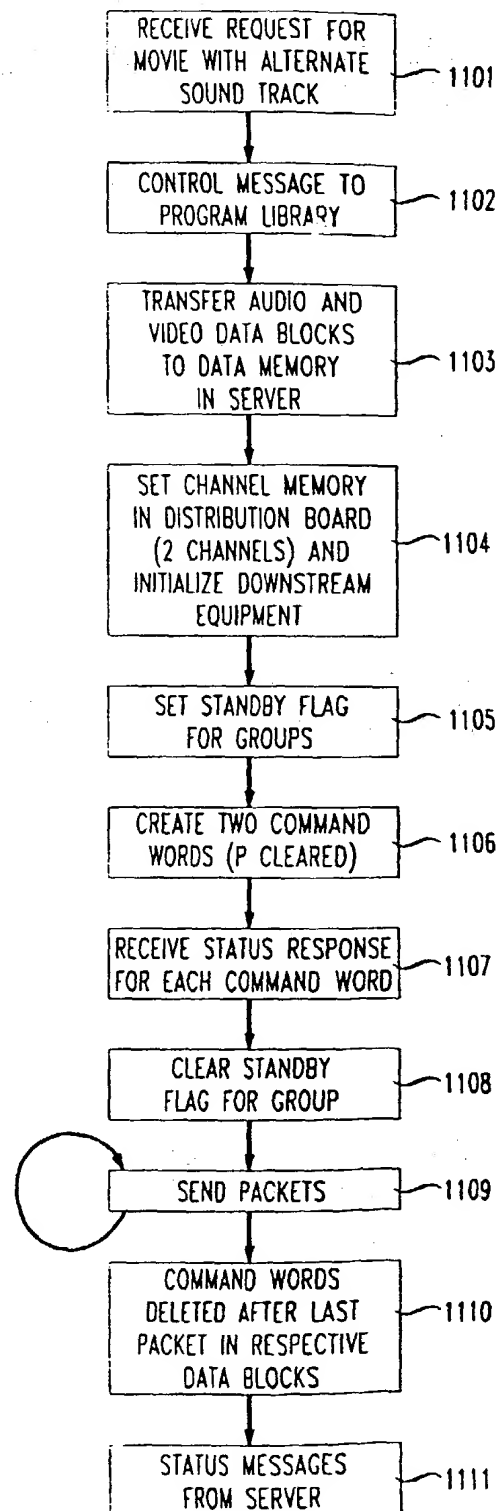 RECEIVE REQUEST FOR
MOVIE WITH ALTERNATE
SOUND TRACK
1101
CONTROL MESSAGE TO
PROGRAM LIBRARY
1102
TRANSFER AUDIO AND
VIDEO DATA BLOCKS
TO DATA MEMORY
IN SERVER
1103
SET CHANNEL MEMORY
IN DISTRIBUTION BOARD
(2 CHANNELS) AND
INITIALIZE DOWNSTREAM
EQUIPMENT
1104
SET STANDBY FLAG
FOR GROUPS
1105
CREATE TWO COMMAND
WORDS (P CLEARED)
1106
RECEIVE STATUS RESPONSE
FOR EACH COMMAND WORD
1107
CLEAR STANDBY
FLAG FOR GROUP
1108
SEND PACKETS
1109
COMMAND WORDS
DELETED AFTER LAST
PACKET IN RESPECTIVE
DATA BLOCKS
1110
STATUS MESSAGES
FROM SERVER
1111